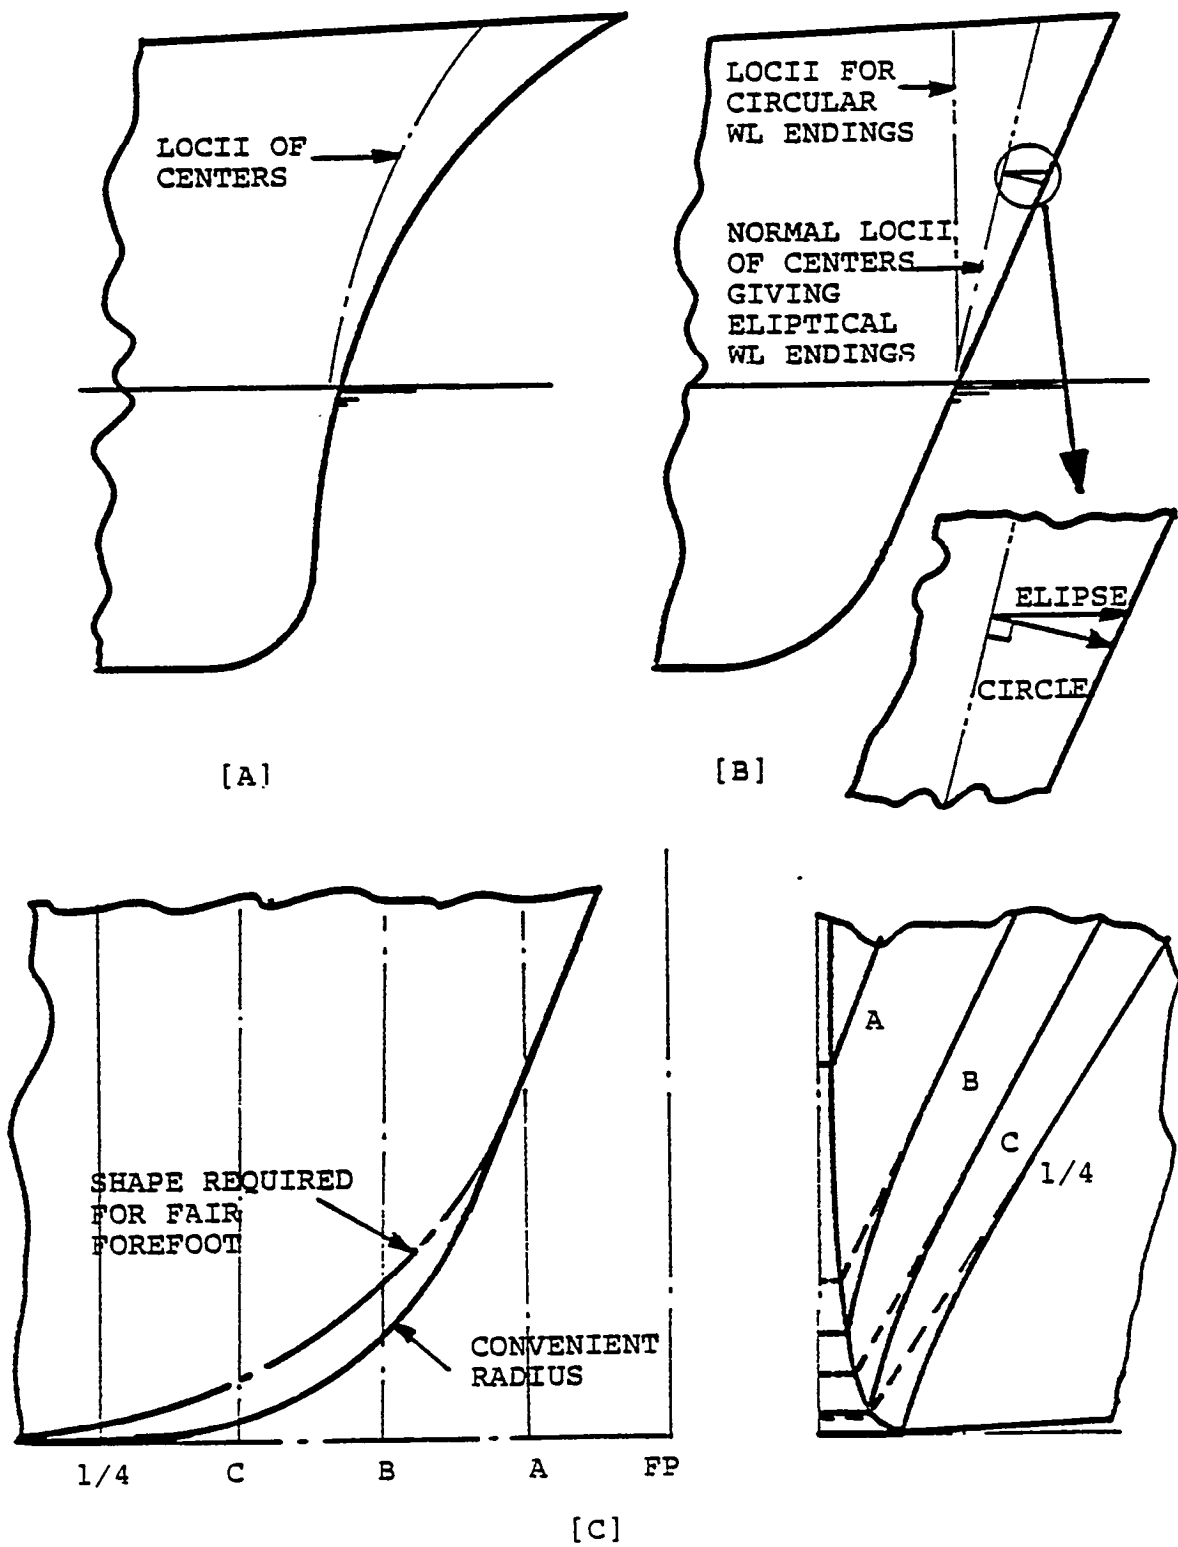 LOCII OF
CENTERS
LOCII FOR
CIRCULAR
WL ENDINGS
NORMAL LOCII
OF CENTERS
GIVING
ELIPTICAL
WL ENDINGS
ELIPSE
CIRCLE
[A]
[B]
SHAPE REQUIRED
FOR FAIR
FOREFOOT
CONVENIENT
RADIUS
1/4
C
B
A
FP
A
B
C
1/4
[C]